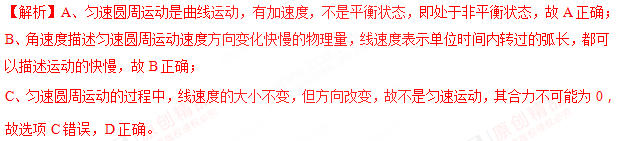 【解析】A、匀速圆周运动是曲线运动，有加速度，不是平衡状态，即处于非平衡状态，故 A 正确；
B、角速度描述匀速圆周运动速度方向变化快慢的物理量，线速度表示单位时间内转过的弧长，都可
以描述运动的快慢，故 B 正确；
C、匀速圆周运动的过程中，线速度的大小不变，但方向改变，故不是匀速运动，其合力不可能为 0，
故选项 C 错误，D 正确。